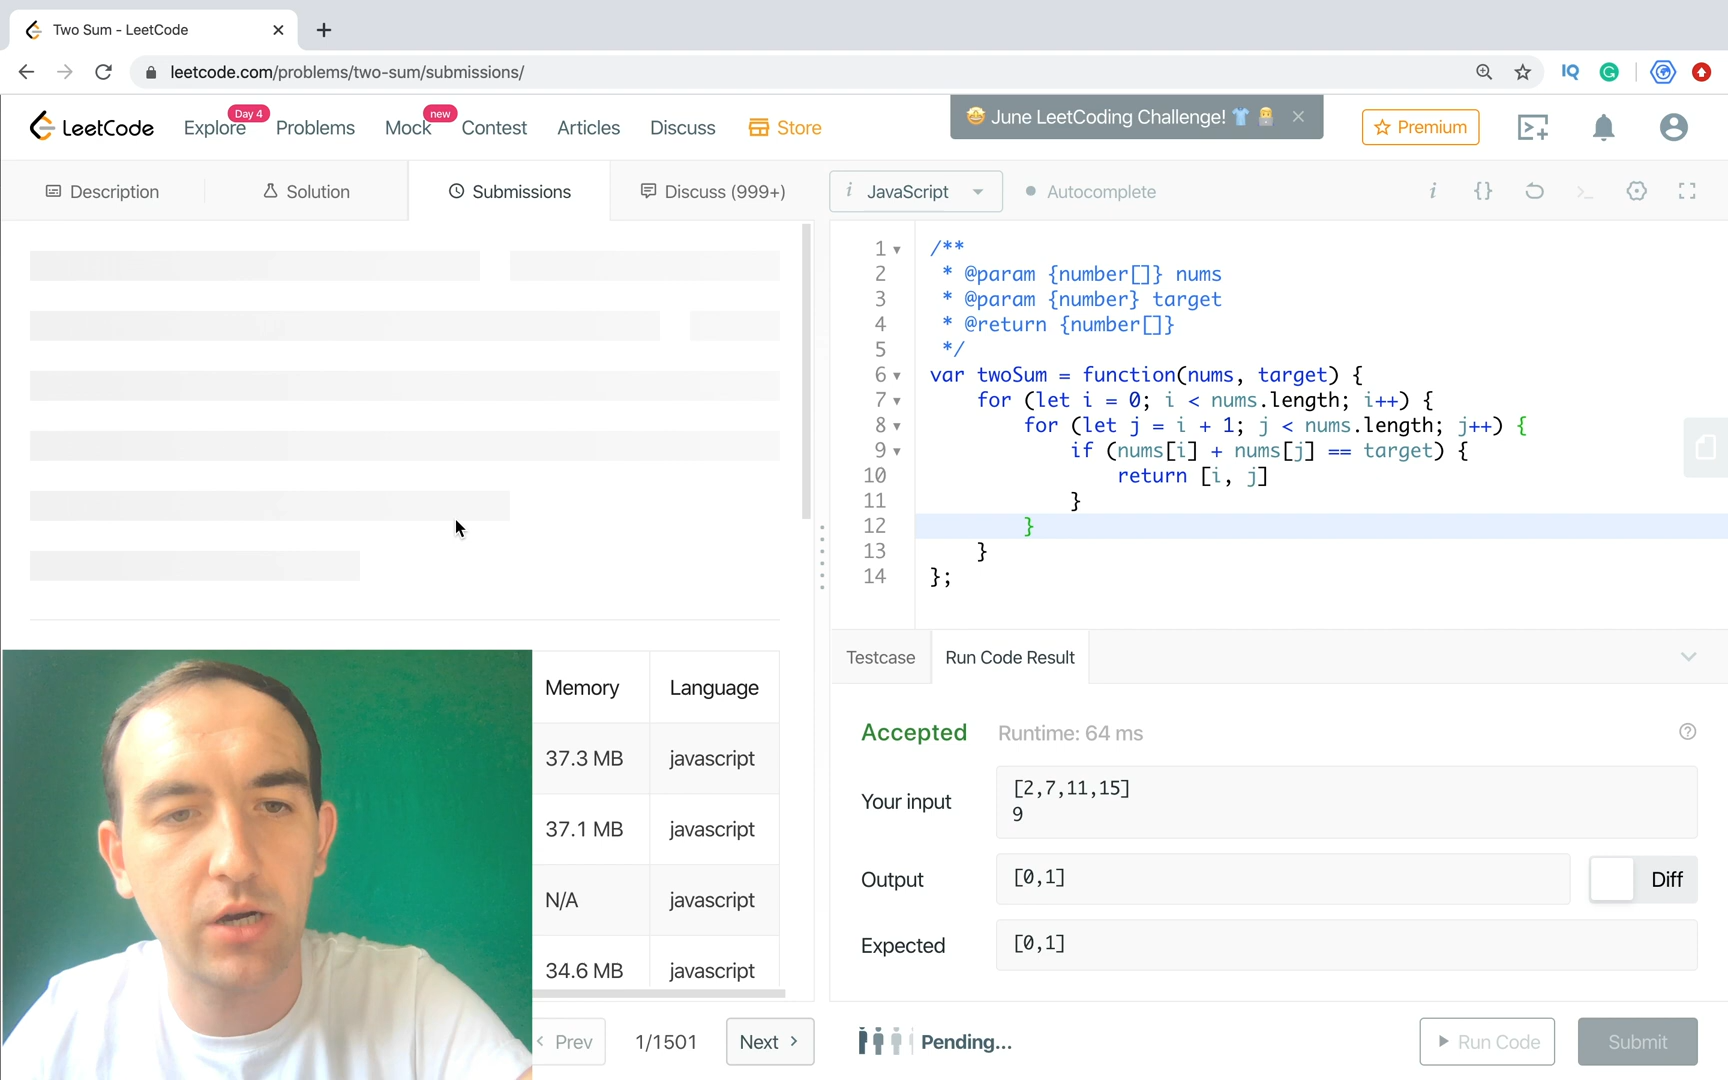 Two Sum - LeetCode
leetcode.com/problems/two-sum/submissions/
IQ
LeetCode
Explore
Day 4
Problems
Mock
new
Contest
Articles
Discuss
Store
June LeetCoding Challenge!
Premium
Description
Solution
Submissions
Discuss (999+)
i JavaScript
Autocomplete
i {}
1 /**
2 * @param {number[]} nums
3 * @param {number} target
4 * @return {number[]}
5 */
6 var twoSum = function(nums, target) {
7 for (let i = 0; i < nums.length; i++) {
8 for (let j = i + 1; j < nums.length; j++) {
9 if (nums[i] + nums[j] == target) {
10 return [i, j]
11 }
12 }
13 }
14 };
Memory Language
37.3 MB javascript
37.1 MB javascript
N/A javascript
34.6 MB javascript
Prev
1/1501
Next
Testcase
Run Code Result
Accepted
Runtime: 64 ms
Your input
[2,7,11,15]
9
Output
[0,1]
Diff
Expected
[0,1]
Pending...
Run Code
Submit